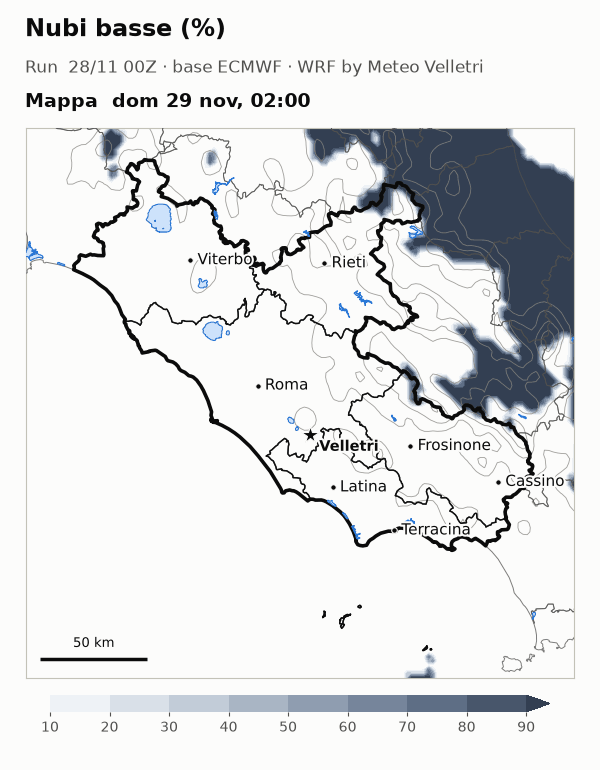 Nubi basse (%)
Run  28/11 00Z · base ECMWF · WRF by Meteo Velletri
Mappa  dom 29 nov, 02:00
Viterbo
Rieti
Roma
Velletri
Frosinone
Cassino
Latina
Terracina
50 km
10 20 30 40 50 60 70 80 90